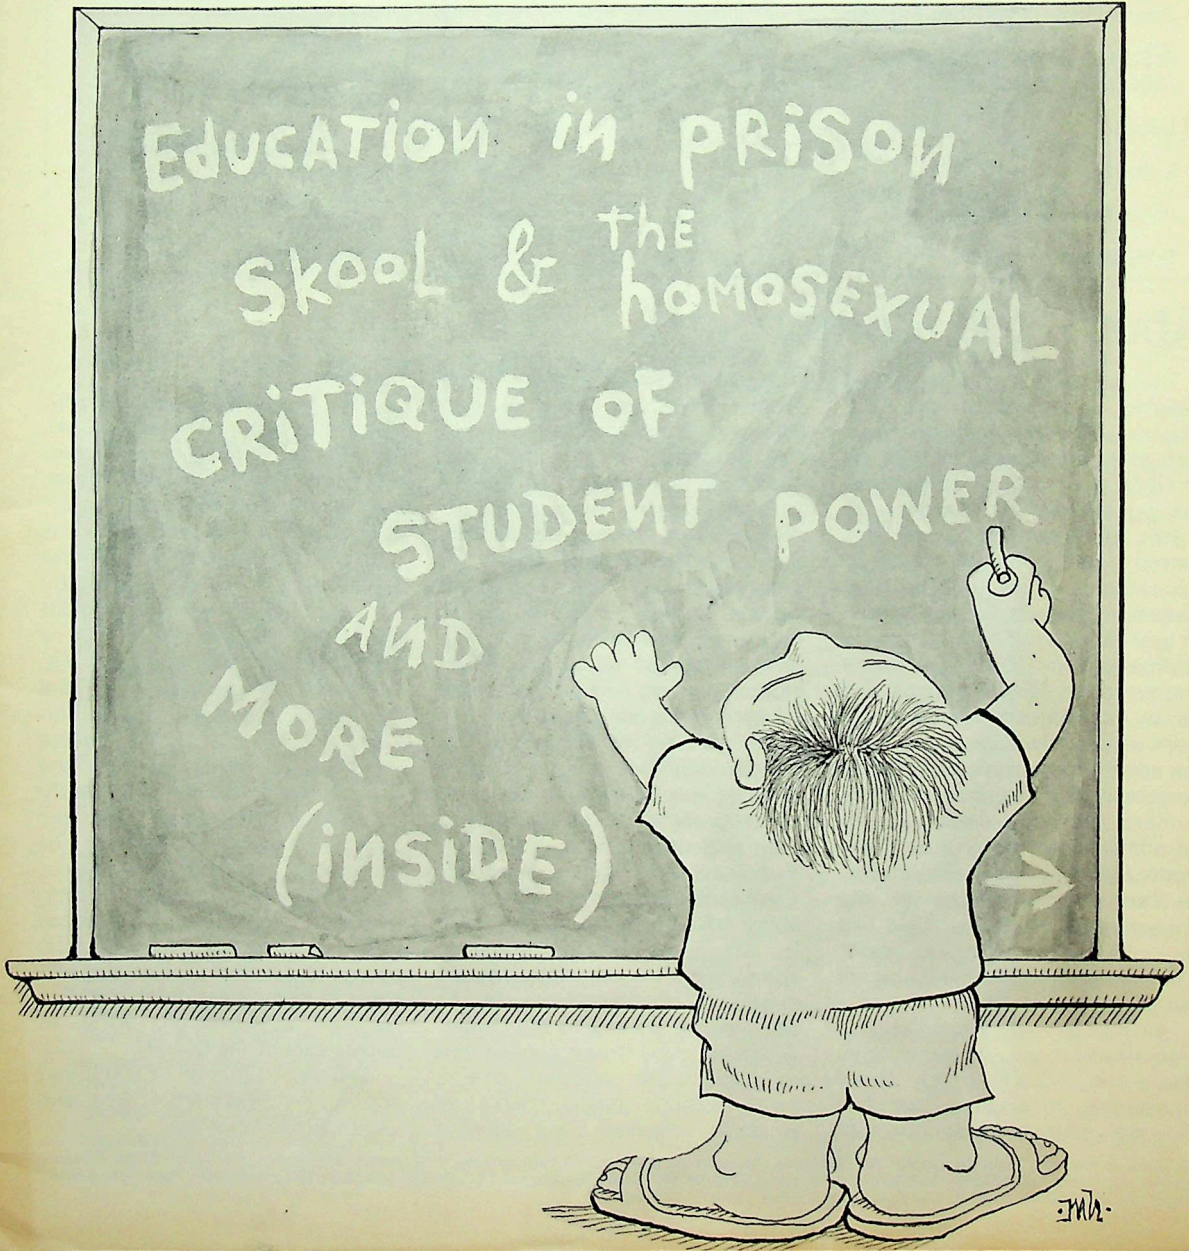 EdUCATiON iN pRiSON
SkOOL & thE
hOMOSEXUAL
CRiTiQUE OF
STUDENT POWER
AND
MORE
(iNSiDE)